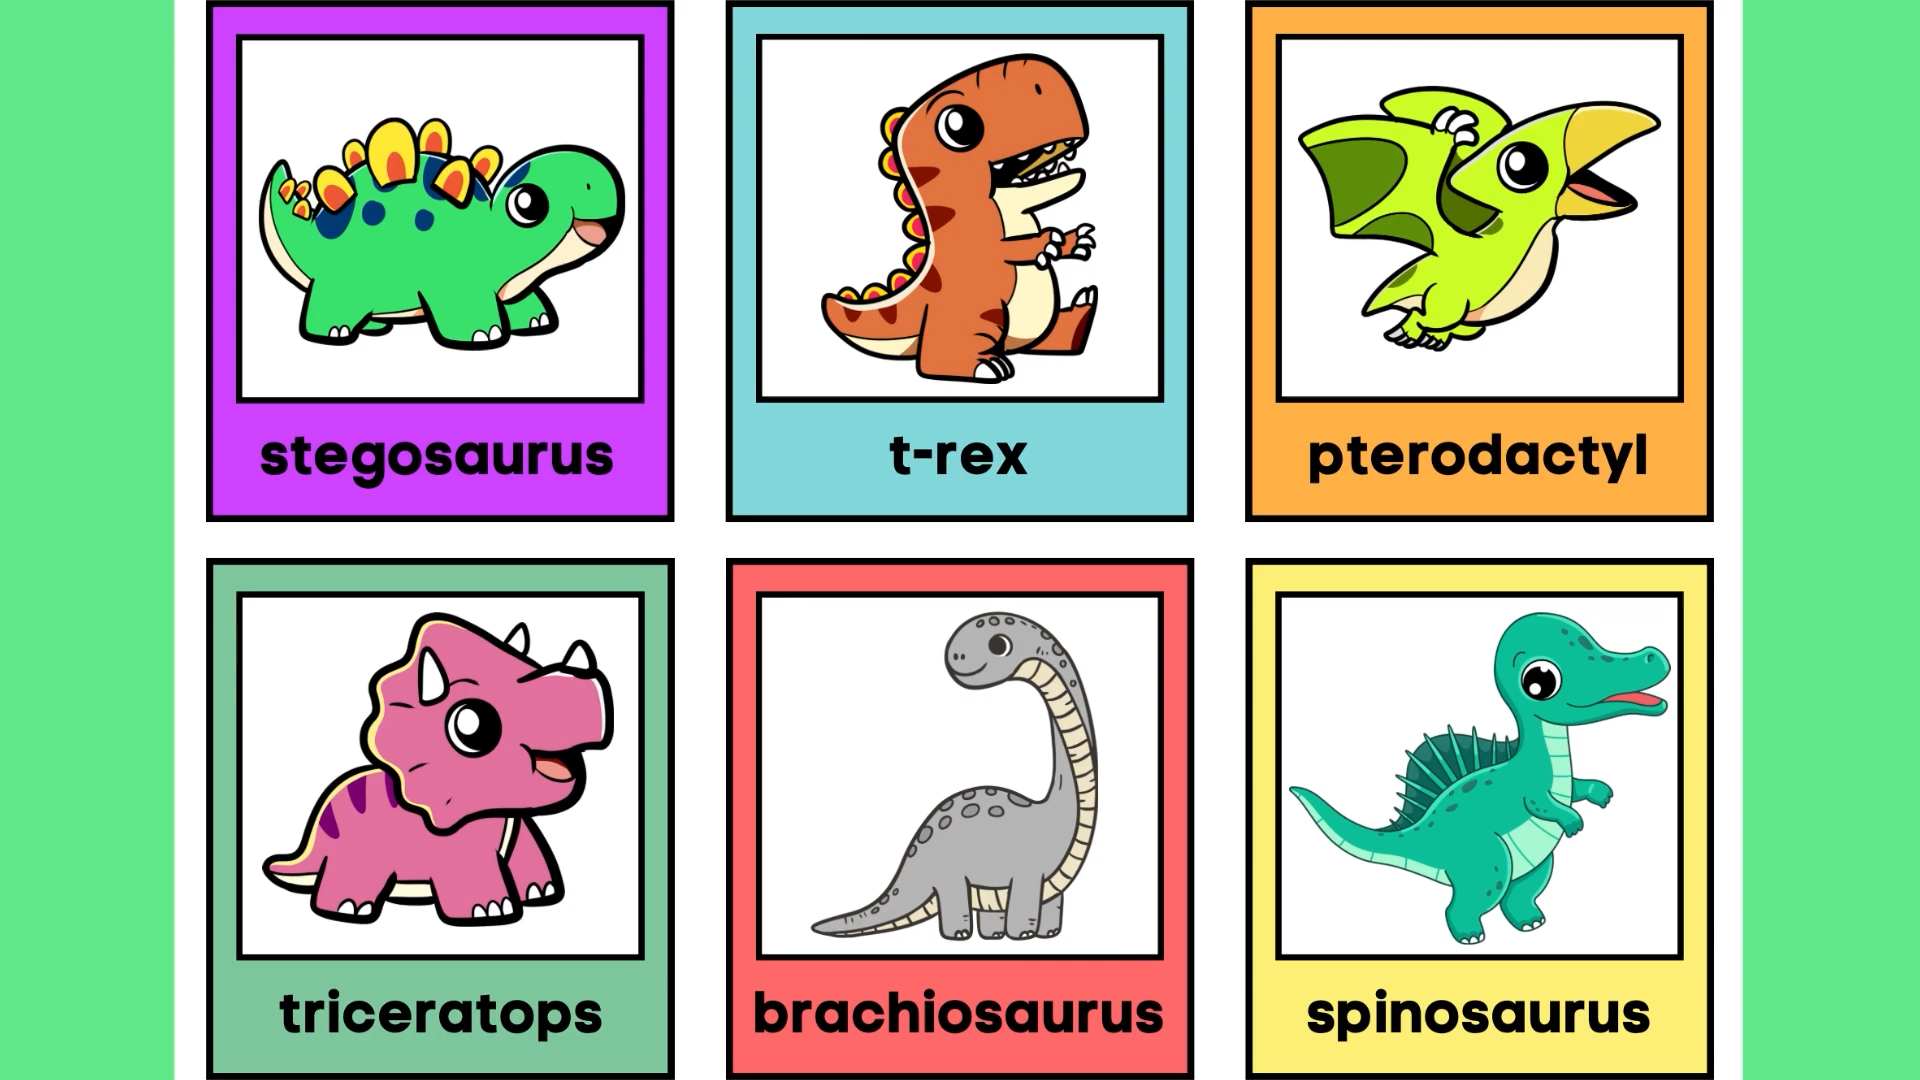 stegosaurus
t-rex
pterodactyl
triceratops
brachiosaurus
spinosaurus